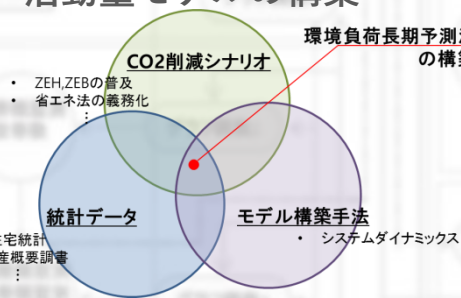 活動量モデルの構築
環境負荷長期予測
の構築
CO2削減シナリオ
• ZEH,ZEBの普及
• 省エネ法の義務化
⋮
統計データ
宅統計
産概要調書
⋮
モデル構築手法
• システムダイナミックス